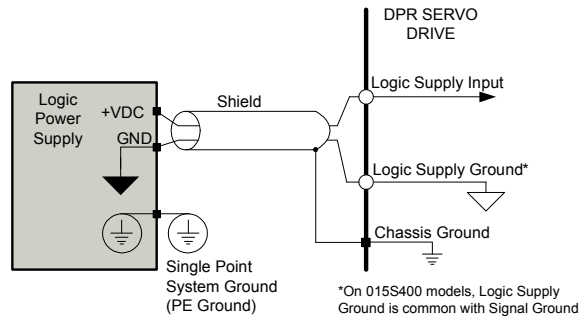 DPR SERVO
DRIVE
Logic
Power
Supply
+VDC
GND
Shield
Logic Supply Input
Logic Supply Ground*
Chassis Ground
Single Point
System Ground
(PE Ground)
*On 015S400 models, Logic Supply
Ground is common with Signal Ground